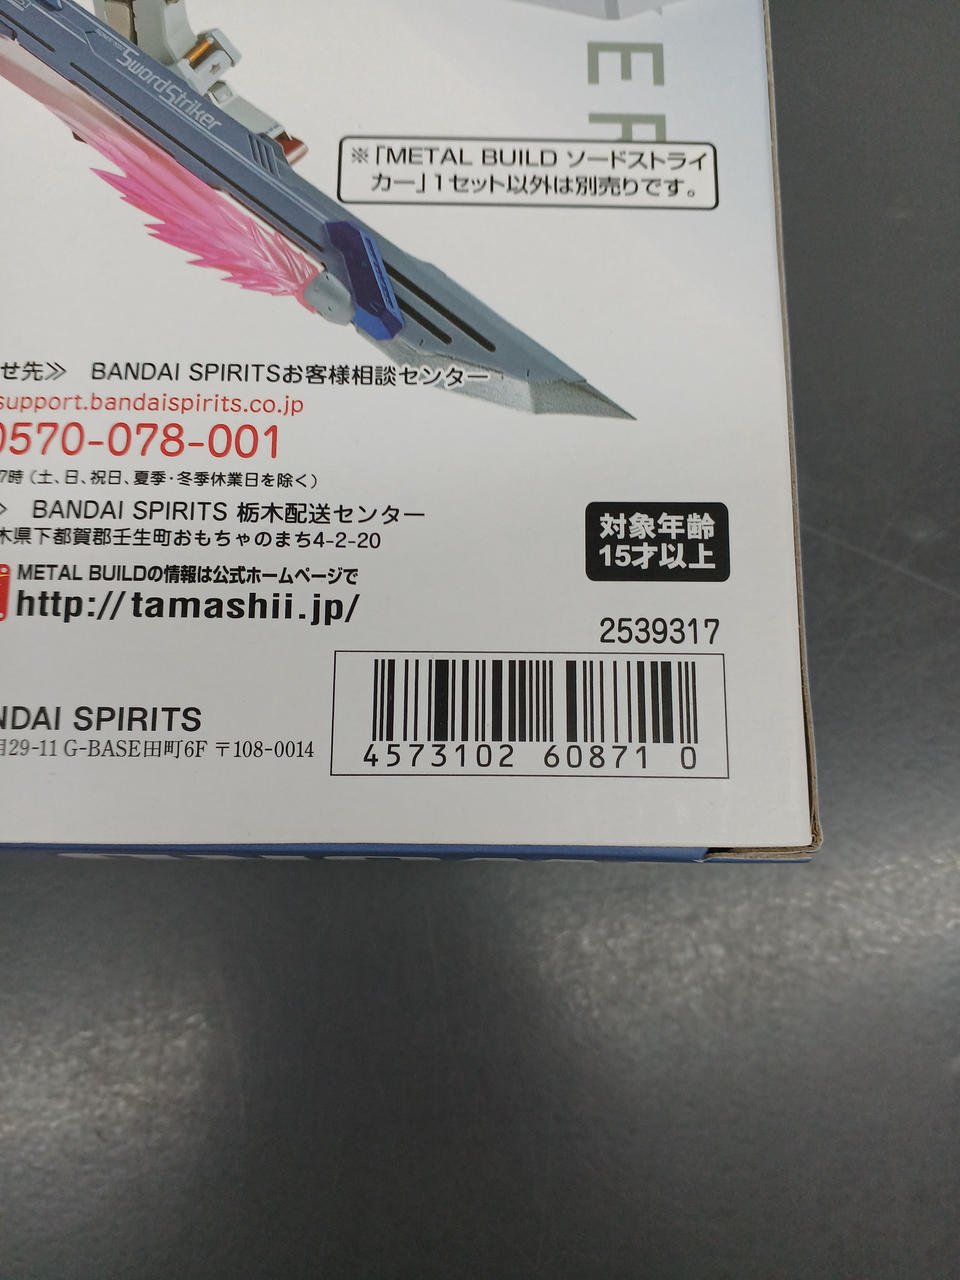 SwordStriker
ER
※「METAL BUILD ソードストライ
カー」1セット以外は別売りです。
せ先≫ BANDAI SPIRITSお客様相談センター
support.bandaispirits.co.jp
0570-078-001
7時（土、日、祝日、夏季・冬季休業日を除く）
BANDAI SPIRITS 栃木配送センター
木県下都賀郡壬生町おもちゃのまち4-2-20
METAL BUILDの情報は公式ホームページで
http://tamashii.jp/
対象年齢
15才以上
2539317
NDAI SPIRITS
目29-11 G-BASE田町6F 〒108-0014
4573102 60871 0